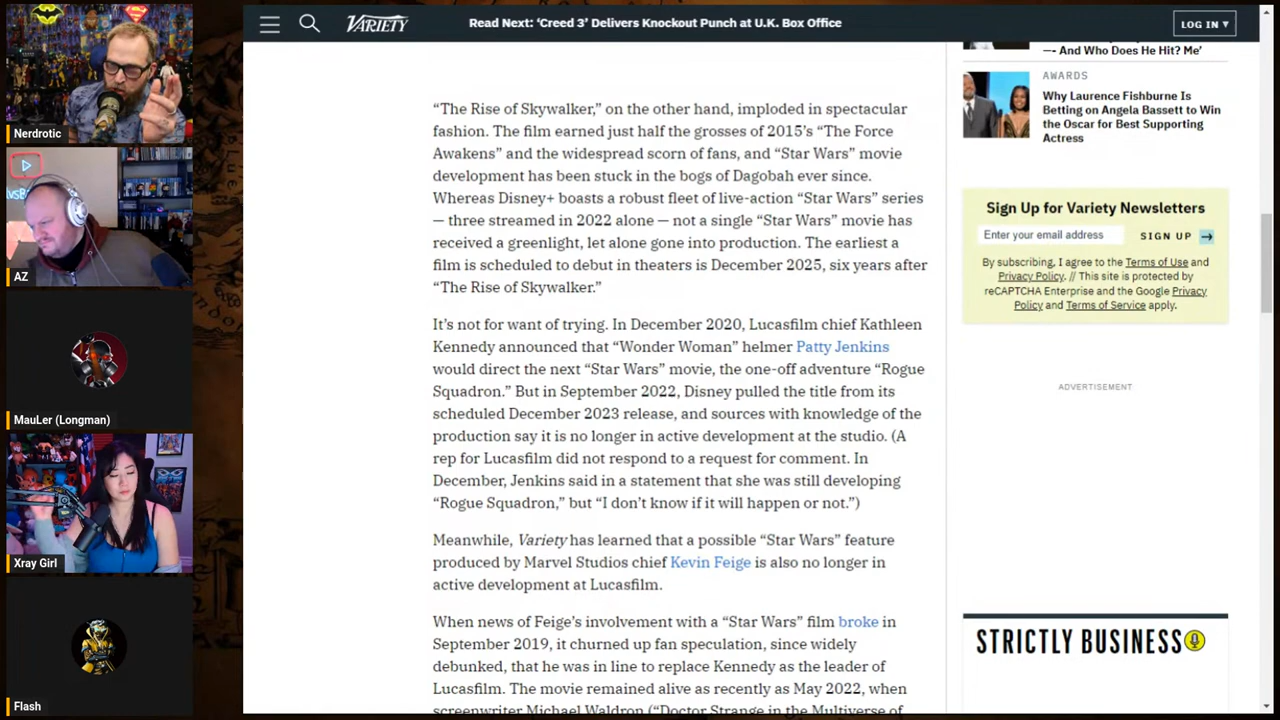 Nerdrotic
AZ
MauLer (Longman)
Xray Girl
Flash
VARIETY
Read Next: ‘Creed 3’ Delivers Knockout Punch at U.K. Box Office
LOG IN ▾
“The Rise of Skywalker,” on the other hand, imploded in spectacular
fashion. The film earned just half the grosses of 2015’s “The Force
Awakens” and the widespread scorn of fans, and “Star Wars” movie
development has been stuck in the bogs of Dagobah ever since.
Whereas Disney+ boasts a robust fleet of live-action “Star Wars” series
— three streamed in 2022 alone — not a single “Star Wars” movie has
received a greenlight, let alone gone into production. The earliest a
film is scheduled to debut in theaters is December 2025, six years after
“The Rise of Skywalker.”
It’s not for want of trying. In December 2020, Lucasfilm chief Kathleen
Kennedy announced that “Wonder Woman” helmer Patty Jenkins
would direct the next “Star Wars” movie, the one-off adventure “Rogue
Squadron.” But in September 2022, Disney pulled the title from its
scheduled December 2023 release, and sources with knowledge of the
production say it is no longer in active development at the studio. (A
rep for Lucasfilm did not respond to a request for comment. In
December, Jenkins said in a statement that she was still developing
“Rogue Squadron,” but “I don’t know if it will happen or not.”)
Meanwhile, Variety has learned that a possible “Star Wars” feature
produced by Marvel Studios chief Kevin Feige is also no longer in
active development at Lucasfilm.
When news of Feige’s involvement with a “Star Wars” film broke in
September 2019, it churned up fan speculation, since widely
debunked, that he was in line to replace Kennedy as the leader of
Lucasfilm. The movie remained alive as recently as May 2022, when
screenwriter Michael Waldron (“Doctor Strange in the Multiverse of
— And Who Does He Hit? Me’
AWARDS
Why Laurence Fishburne Is
Betting on Angela Bassett to Win
the Oscar for Best Supporting
Actress
Sign Up for Variety Newsletters
Enter your email address
SIGN UP →
By subscribing, I agree to the Terms of Use and
Privacy Policy. // This site is protected by
reCAPTCHA Enterprise and the Google Privacy
Policy and Terms of Service apply.
ADVERTISEMENT
STRICTLY BUSINESS